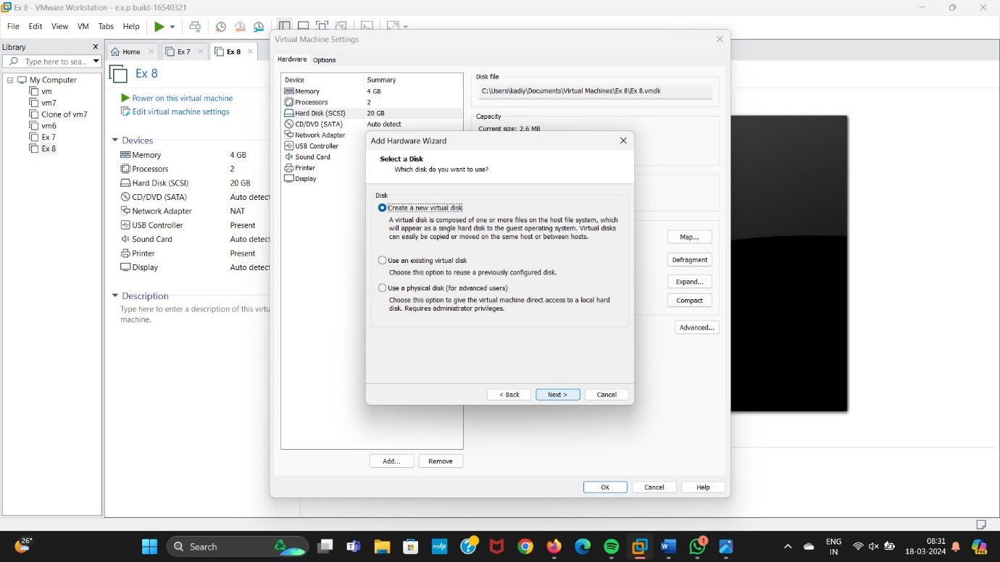 Ex 8 - VMware Workstation - e.x.p build-16540321
File Edit View VM Tabs Help
Library
Type here to sea...
My Computer
vm
vm7
Clone of vm7
vm6
Ex 7
Ex 8
Home
Ex 7
Ex 8
Ex 8
Power on this virtual machine
Edit virtual machine settings
Devices
Memory 4 GB
Processors 2
Hard Disk (SCSI) 20 GB
CD/DVD (SATA) Auto detect
Network Adapter NAT
USB Controller Present
Sound Card Auto detect
Printer Present
Display Auto detect
Description
Type here to enter a description of this virtu
machine.
Virtual Machine Settings
Hardware Options
Device Summary
Memory 4 GB
Processors 2
Hard Disk (SCSI) 20 GB
CD/DVD (SATA) Auto detect
Network Adapter
USB Controller
Sound Card
Printer
Display
Add... Remove
Disk file
C:\Users\kadiy\Documents\Virtual Machines\Ex 8\Ex 8.vmdk
Capacity
Current size: 2.6 MB
Map...
Defragment
Expand...
Compact
Advanced...
OK Cancel Help
Add Hardware Wizard
Select a Disk
Which disk do you want to use?
Disk
Create a new virtual disk
A virtual disk is composed of one or more files on the host file system, which
will appear as a single hard disk to the guest operating system. Virtual disks
can easily be copied or moved on the same host or between hosts.
Use an existing virtual disk
Choose this option to reuse a previously configured disk.
Use a physical disk (for advanced users)
Choose this option to give the virtual machine direct access to a local hard
disk. Requires administrator privileges.
< Back Next > Cancel
26°
Search
myhp
1
ENG
IN
08:31
18-03-2024
PRE